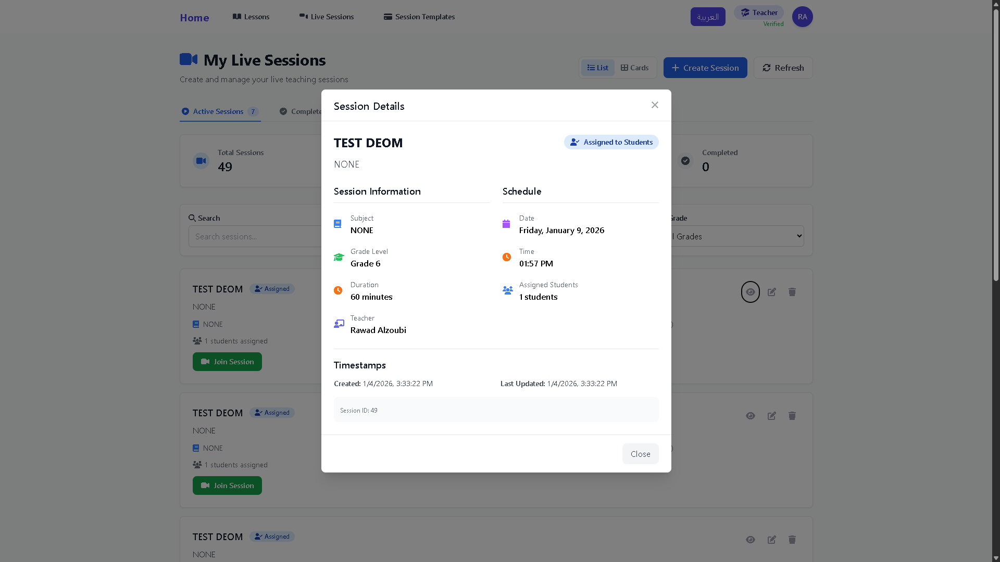 Home
Lessons
Live Sessions
Session Templates
العربية
Teacher
Verified
RA
My Live Sessions
Create and manage your live teaching sessions
List
Cards
Create Session
Refresh
Active Sessions 7
Total Sessions
49
Completed
0
Search
Search sessions...
TEST DEOM
Assigned
NONE
NONE
1 students assigned
Join Session
TEST DEOM
Assigned
NONE
NONE
1 students assigned
Join Session
TEST DEOM
Assigned
NONE
Session Details
TEST DEOM
Assigned to Students
NONE
Session Information
Subject
NONE
Grade Level
Grade 6
Duration
60 minutes
Teacher
Rawad Alzoubi
Schedule
Date
Friday, January 9, 2026
Time
01:57 PM
Assigned Students
1 students
Timestamps
Created: 1/4/2026, 3:33:22 PM
Last Updated: 1/4/2026, 3:33:22 PM
Session ID: 49
Close